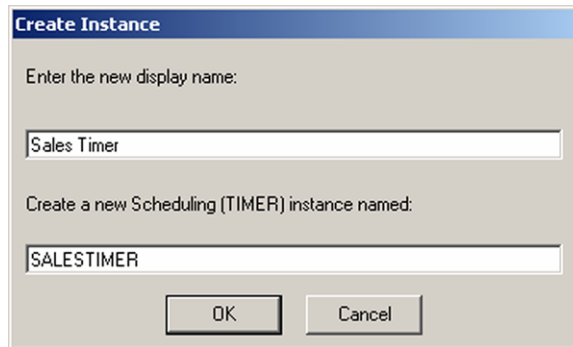 Create Instance
Enter the new display name:
Sales Timer
Create a new Scheduling (TIMER) instance named:
SALESTIMER
OK Cancel